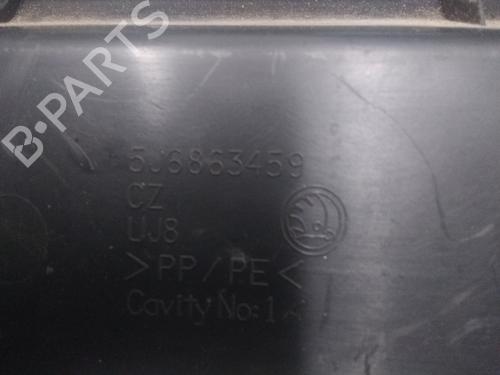 B-PARTS
5J6863459
CZ
UJ8
>PP/PE<
Cavity No:1